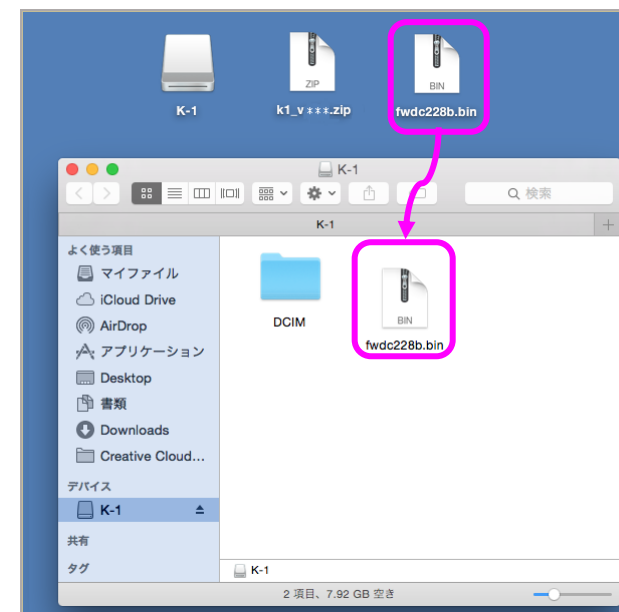 ZIP
BIN
K-1
k1_v***.zip
fwdc228b.bin
K-1
検索
K-1
よく使う項目
マイファイル
iCloud Drive
AirDrop
アプリケーション
Desktop
書類
Downloads
Creative Cloud...
デバイス
K-1
共有
タグ
DCIM
BIN
fwdc228b.bin
K-1
2 項目、7.92 GB 空き